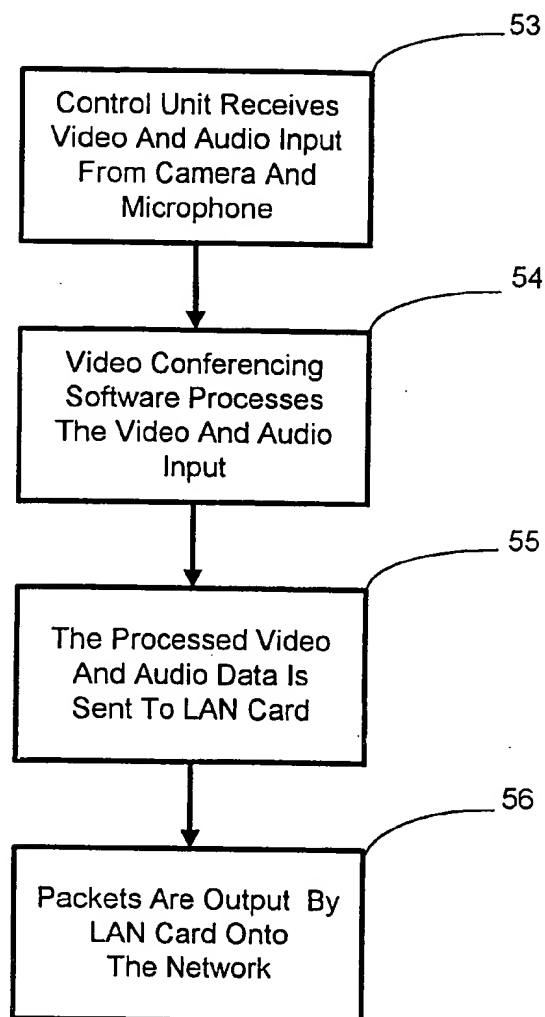 53
Control Unit Receives
Video And Audio Input
From Camera And
Microphone
54
Video Conferencing
Software Processes
The Video And Audio
Input
55
The Processed Video
And Audio Data Is
Sent To LAN Card
56
Packets Are Output By
LAN Card Onto
The Network